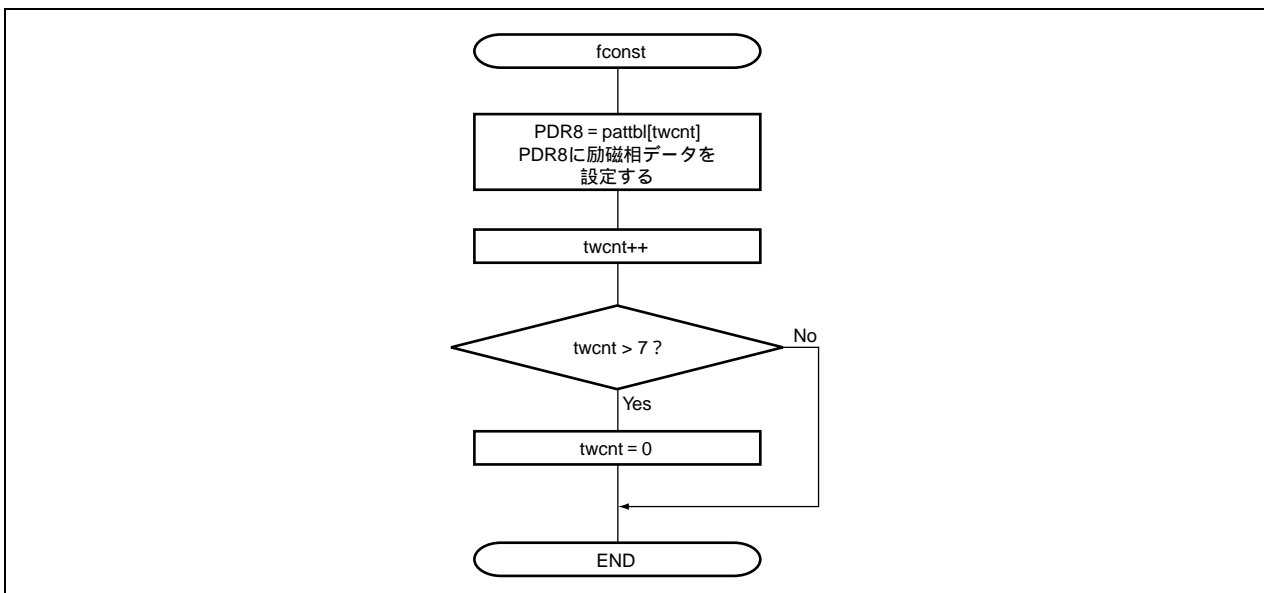 fconst
PDR8 = pattbl[twcnt]
PDR8に励磁相データを
設定する
twcnt++
twcnt > 7 ?
No
Yes
twcnt = 0
END